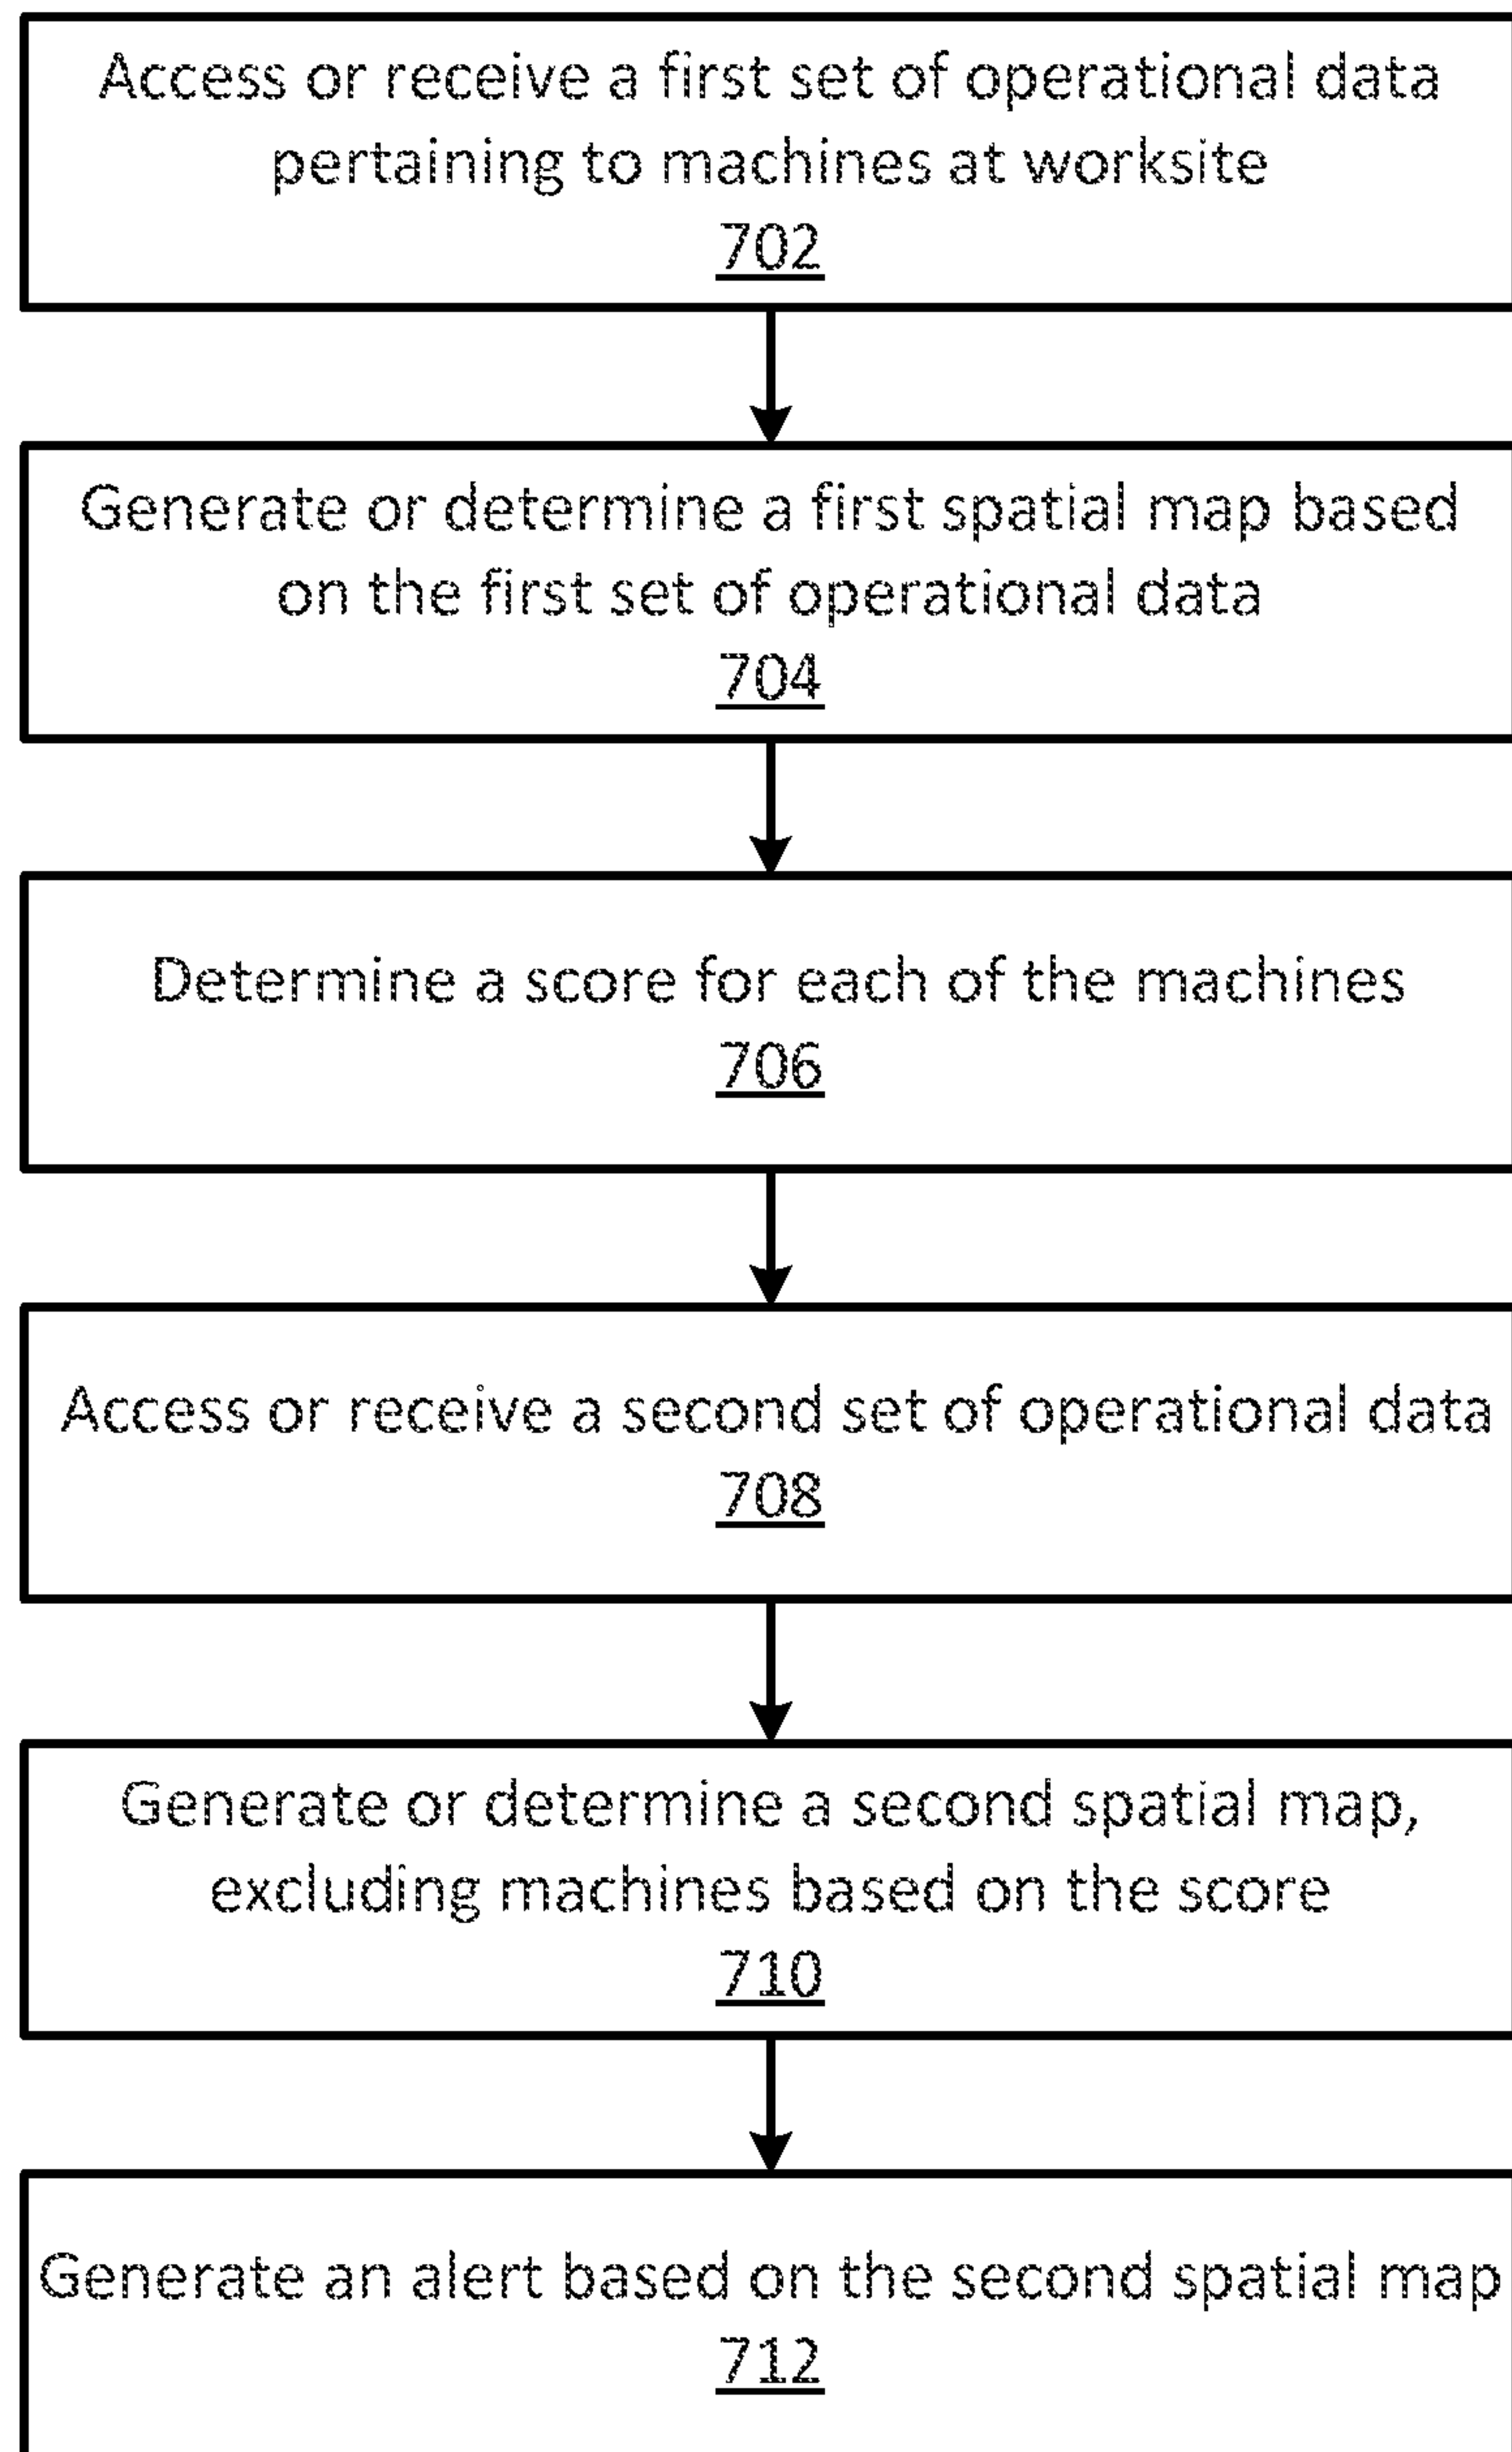 Access or receive a first set of operational data
pertaining to machines at worksite
702
Generate or determine a first spatial map based
on the first set of operational data
704
Determine a score for each of the machines
706
Access or receive a second set of operational data
708
Generate or determine a second spatial map,
excluding machines based on the score
710
Generate an alert based on the second spatial map
712